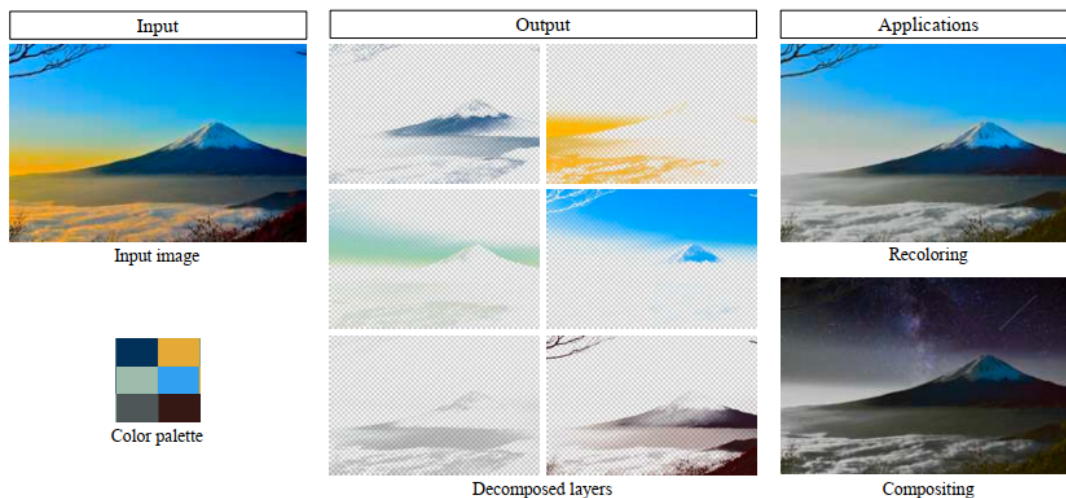 Input
Output
Applications
Input image
Recoloring
Color palette
Decomposed layers
Compositing